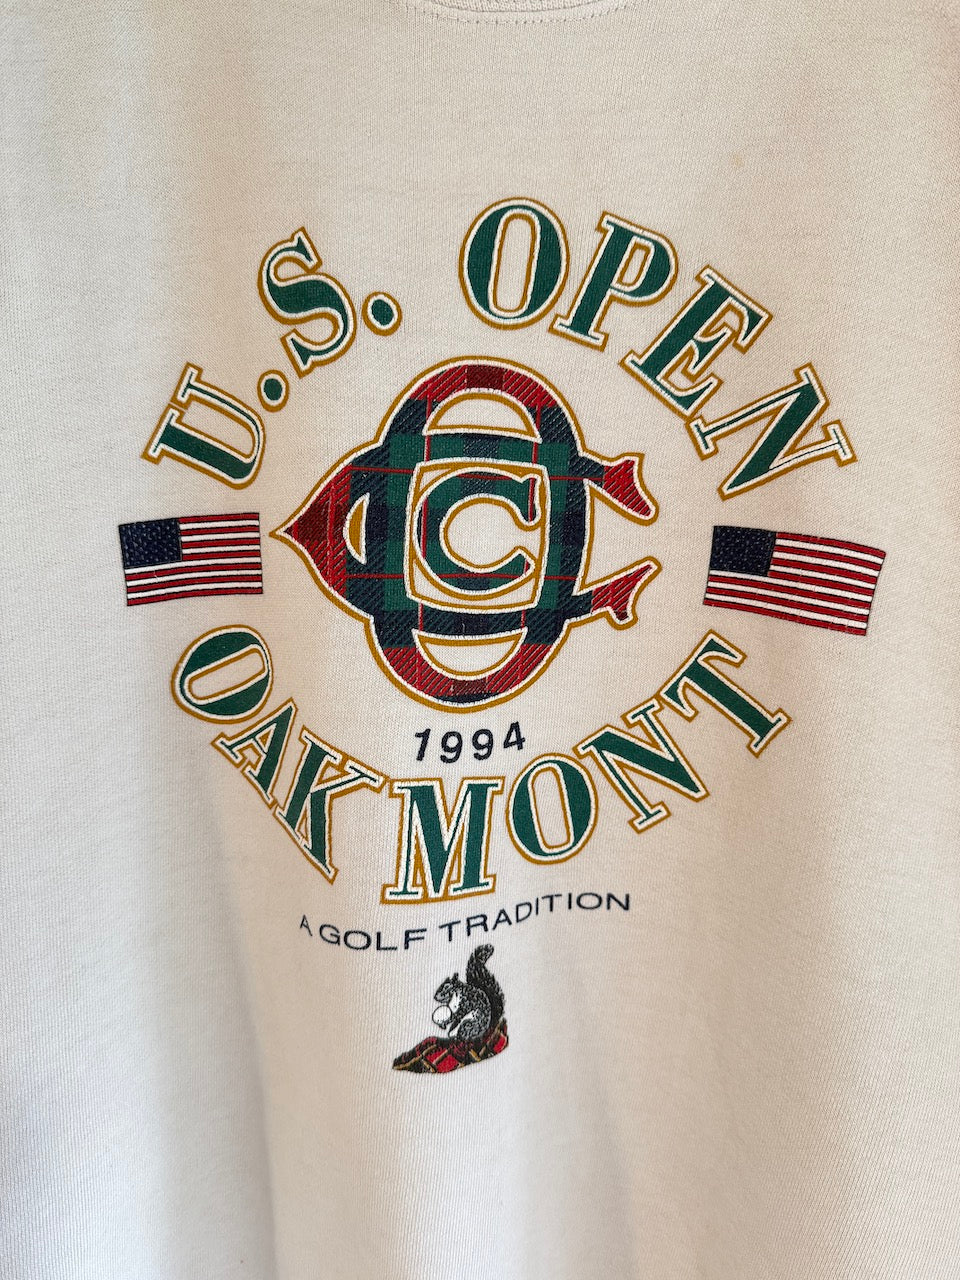 U.S. OPEN
OCC
1994
OAKMONT
A GOLF TRADITION